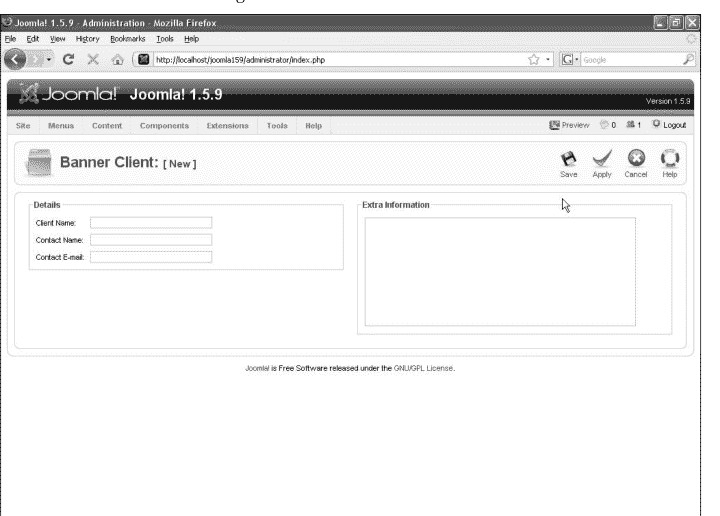 Joomla! 1.5.9 - Administration - Mozilla Firefox
File Edit View History Bookmarks Tools Help
http://localhost/joomla159/administrator/index.php
G Google
Joomla! Joomla! 1.5.9
Version 1.5.9
Site Menus Content Components Extensions Tools Help Preview 0 1 Logout
Banner Client: [ New ]
Save Apply Cancel Help
Details
Client Name:
Contact Name:
Contact E-mail:
Extra Information
Joomla! is Free Software released under the GNU/GPL License.